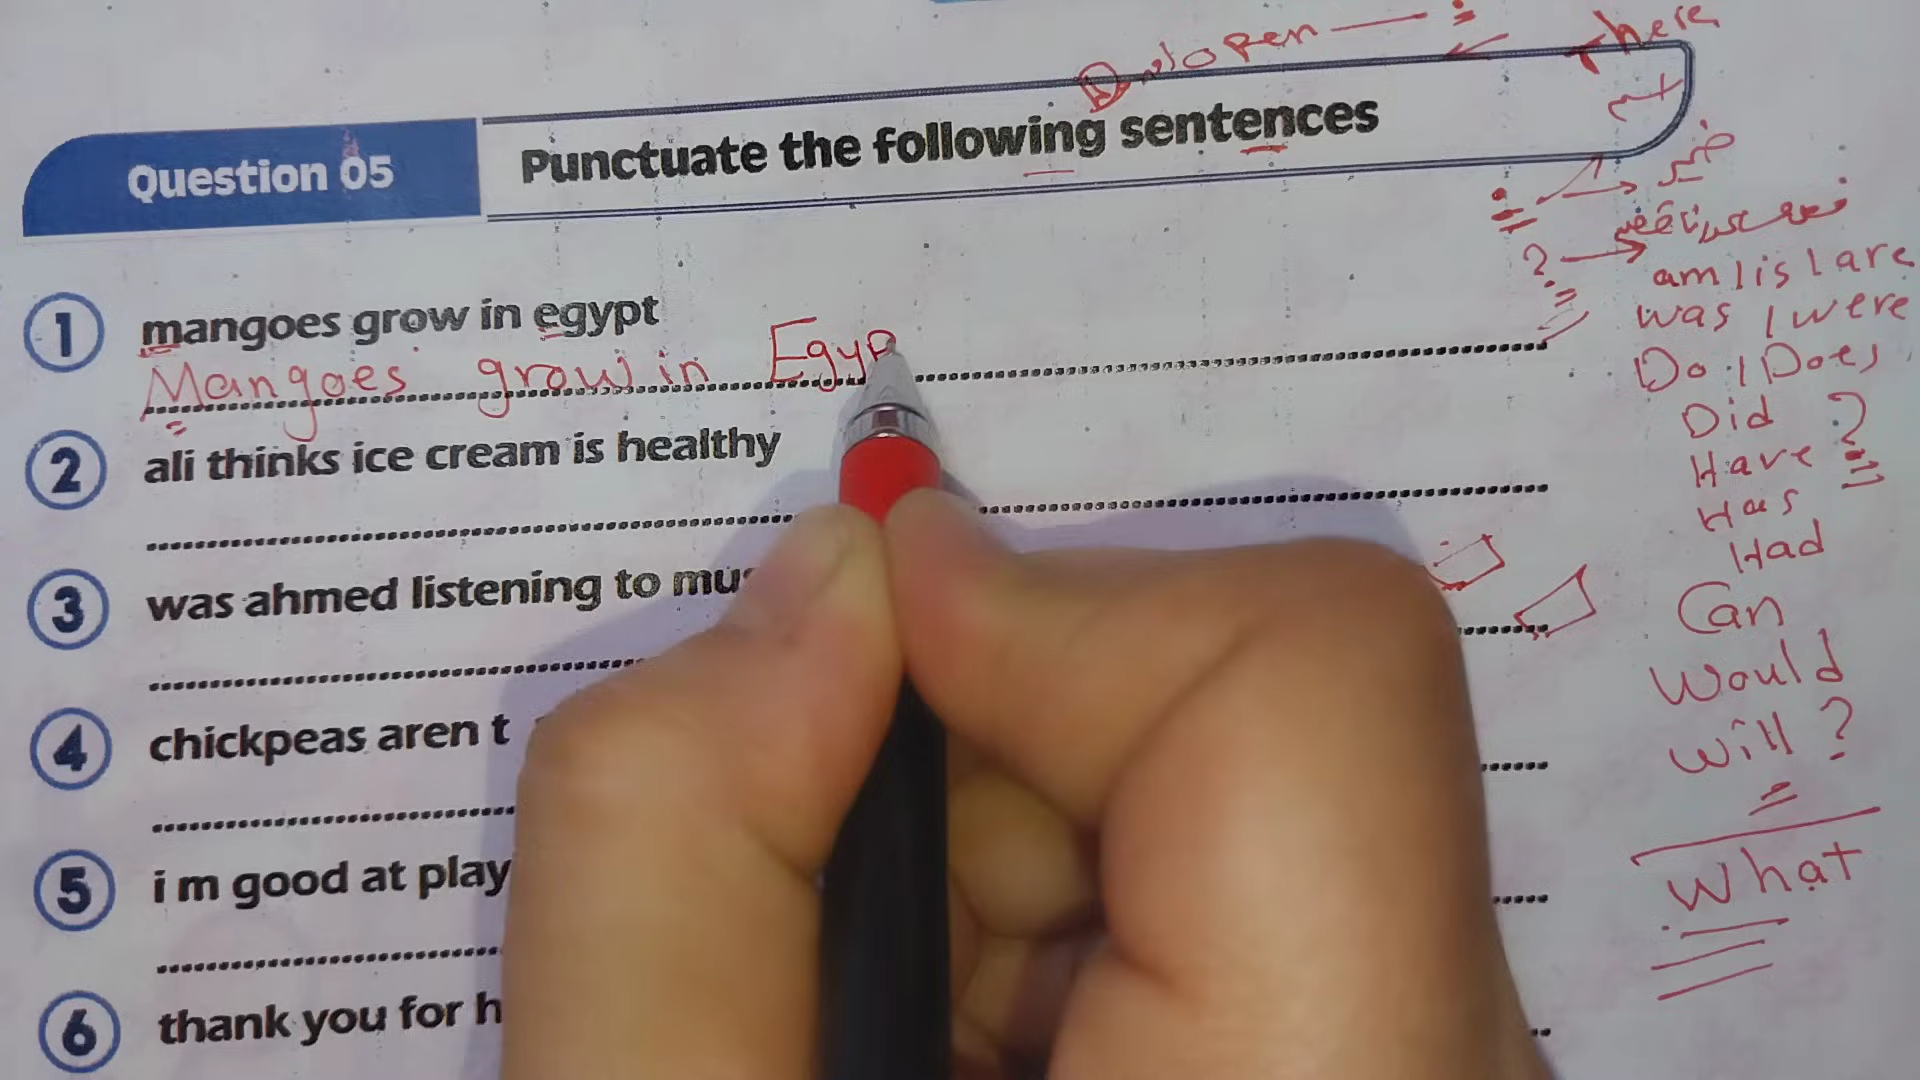 There
Question 05
Punctuate the following sentences
1 mangoes grow in egypt
Mangoes grow in Egyp
2 ali thinks ice cream is healthy
3 was ahmed listening to mus
4 chickpeas aren t
5 i m good at play
6 thank you for h
? →
am / is / are
was / were
Do / Does
Did ?
Have
Has
Had
Can
Would
will ?
What